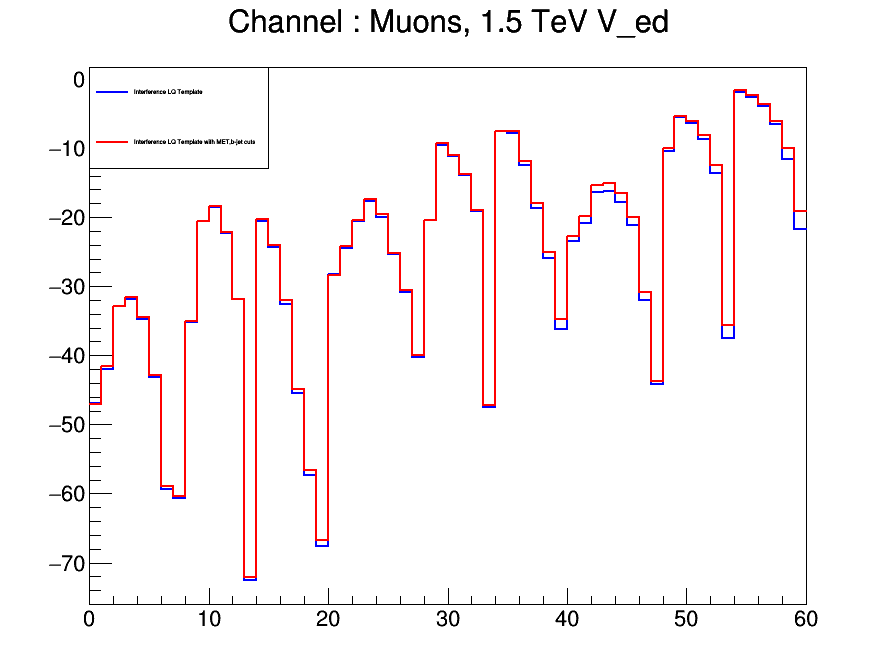 Channel : Muons, 1.5 TeV V_ed
0
Interference LQ Template
Interference LQ Template with MET,b-jet cuts
−10
−20
−30
−40
−50
−60
−70
0 10 20 30 40 50 60